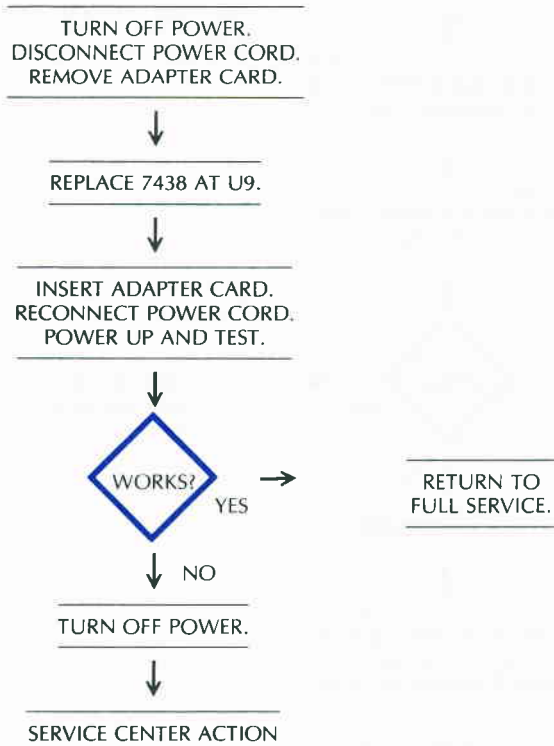 TURN OFF POWER.
DISCONNECT POWER CORD.
REMOVE ADAPTER CARD.
REPLACE 7438 AT U9.
INSERT ADAPTER CARD.
RECONNECT POWER CORD.
POWER UP AND TEST.
WORKS?
YES
RETURN TO
FULL SERVICE.
NO
TURN OFF POWER.
SERVICE CENTER ACTION